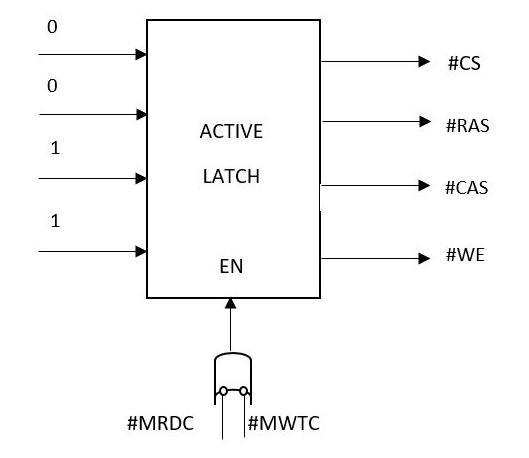 0
#CS
0
#RAS
ACTIVE
1
LATCH
#CAS
1
#WE
EN
#MRDC
#MWTC